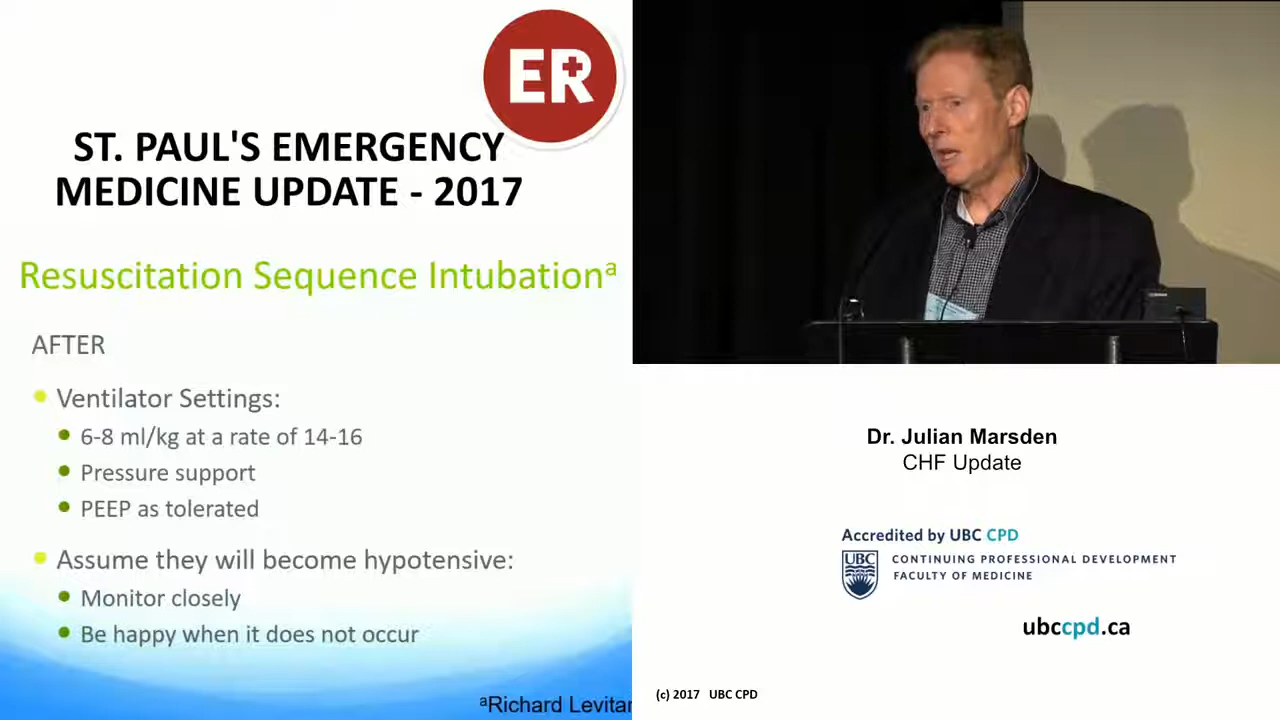 ER
ST. PAUL'S EMERGENCY
MEDICINE UPDATE - 2017
Resuscitation Sequence Intubationᵃ
AFTER
Ventilator Settings:
6-8 ml/kg at a rate of 14-16
Pressure support
PEEP as tolerated
Assume they will become hypotensive:
Monitor closely
Be happy when it does not occur
ᵃRichard Levitan
Dr. Julian Marsden
CHF Update
Accredited by UBC CPD
UBC
CONTINUING PROFESSIONAL DEVELOPMENT
FACULTY OF MEDICINE
ubccpd.ca
(c) 2017 UBC CPD